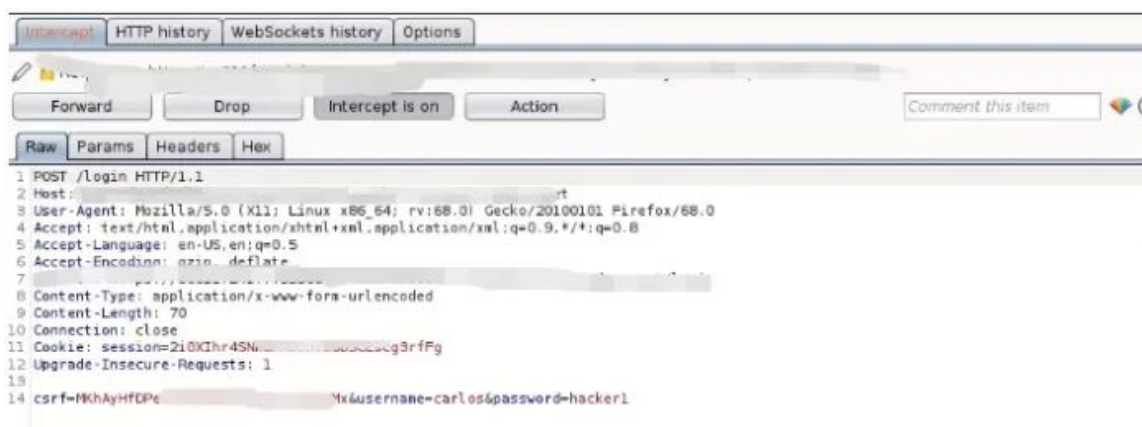 Intercept HTTP history WebSockets history Options
Forward Drop Intercept is on Action Comment this item
Raw Params Headers Hex
1 POST /login HTTP/1.1
2 Host:
3 User-Agent: Mozilla/5.0 (X11; Linux x86_64; rv:68.0) Gecko/20100101 Firefox/68.0
4 Accept: text/html,application/xhtml+xml,application/xml;q=0.9,*/*;q=0.8
5 Accept-Language: en-US,en;q=0.5
6 Accept-Encoding: gzip, deflate
7
8 Content-Type: application/x-www-form-urlencoded
9 Content-Length: 70
10 Connection: close
11 Cookie:
12 Upgrade-Insecure-Requests: 1
13
14 &username=carlos&password=hacker1